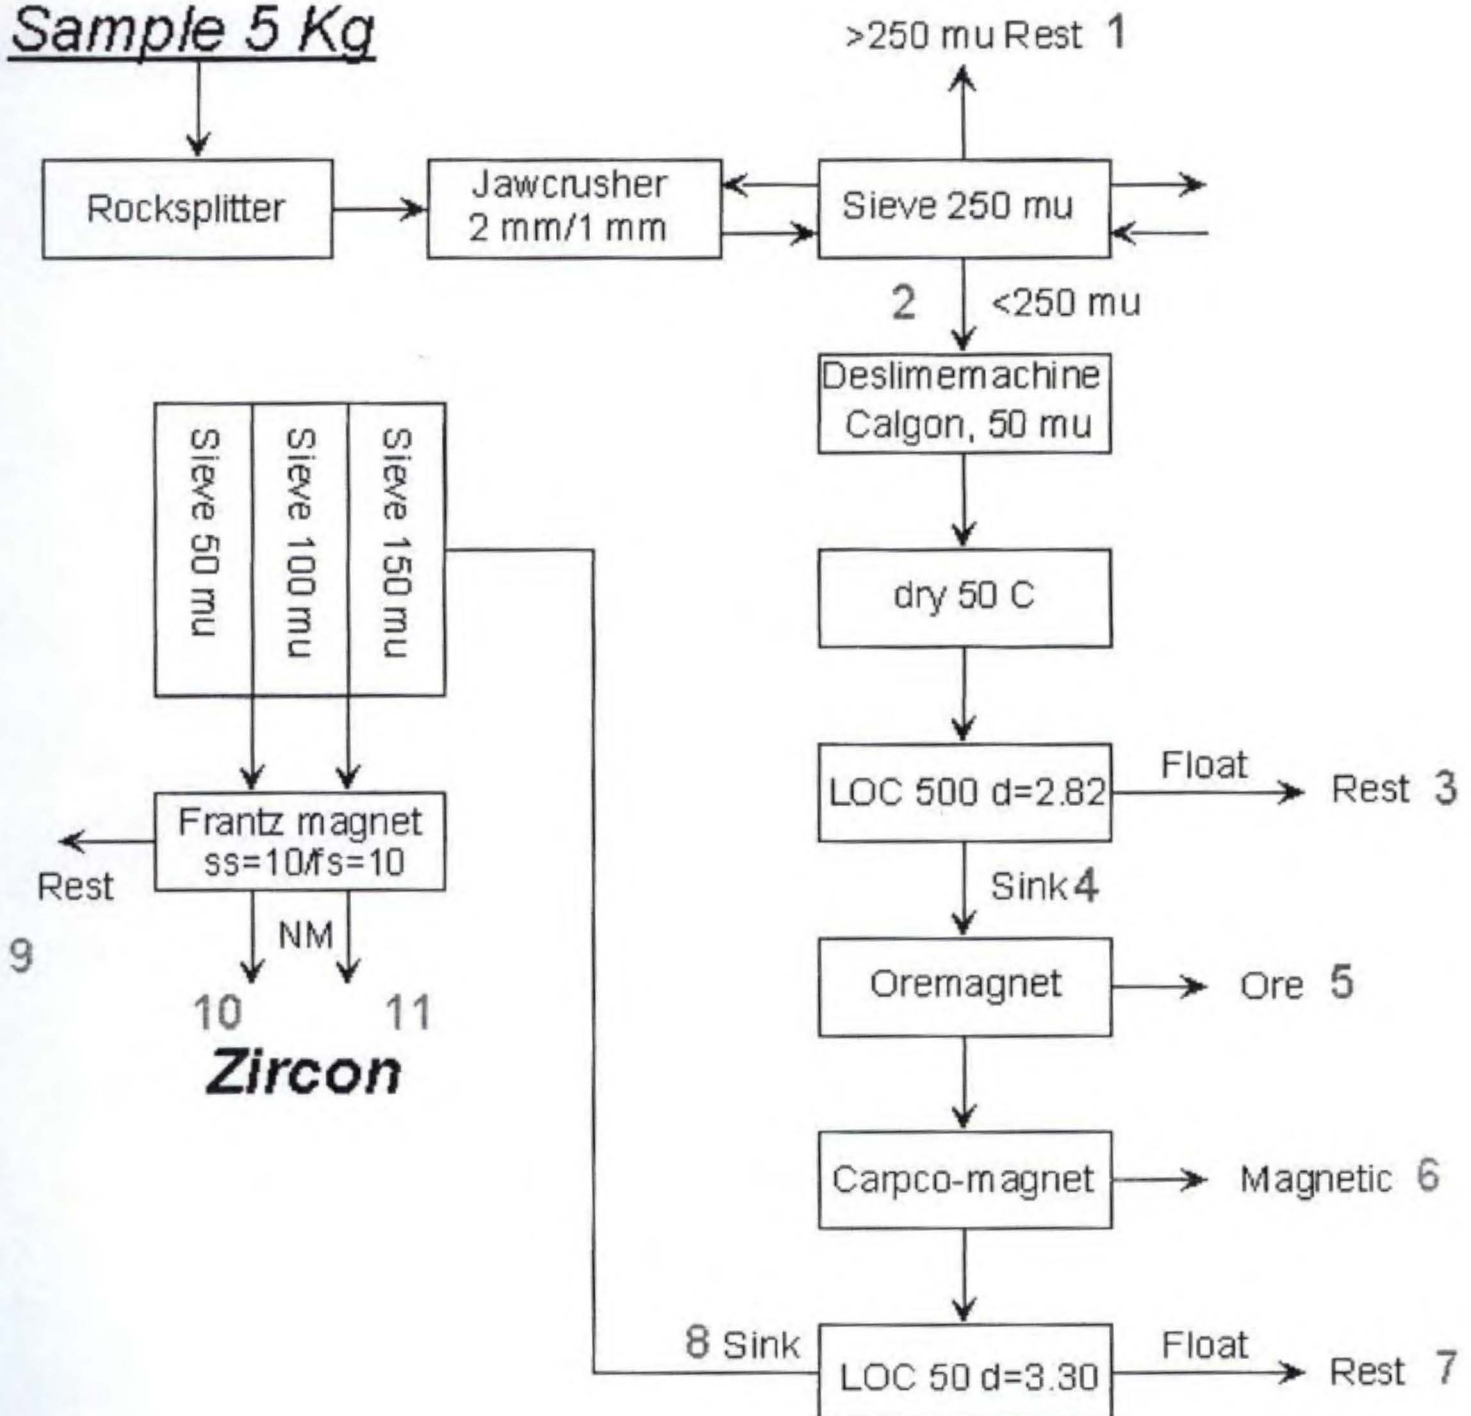 Sample 5 Kg
>250 mu Rest 1
Rocksplitter
Jawcrusher
2 mm/1 mm
Sieve 250 mu
2 <250 mu
Deslimemachine
Calgon, 50 mu
dry 50 C
LOC 500 d=2.82
Float
Rest 3
Sink 4
Oremagnet
Ore 5
Carpco-magnet
Magnetic 6
LOC 50 d=3.30
Float
Rest 7
8 Sink
Sieve 50 mu
Sieve 100 mu
Sieve 150 mu
Frantz magnet
ss=10/fs=10
Rest
9
NM
10
11
Zircon